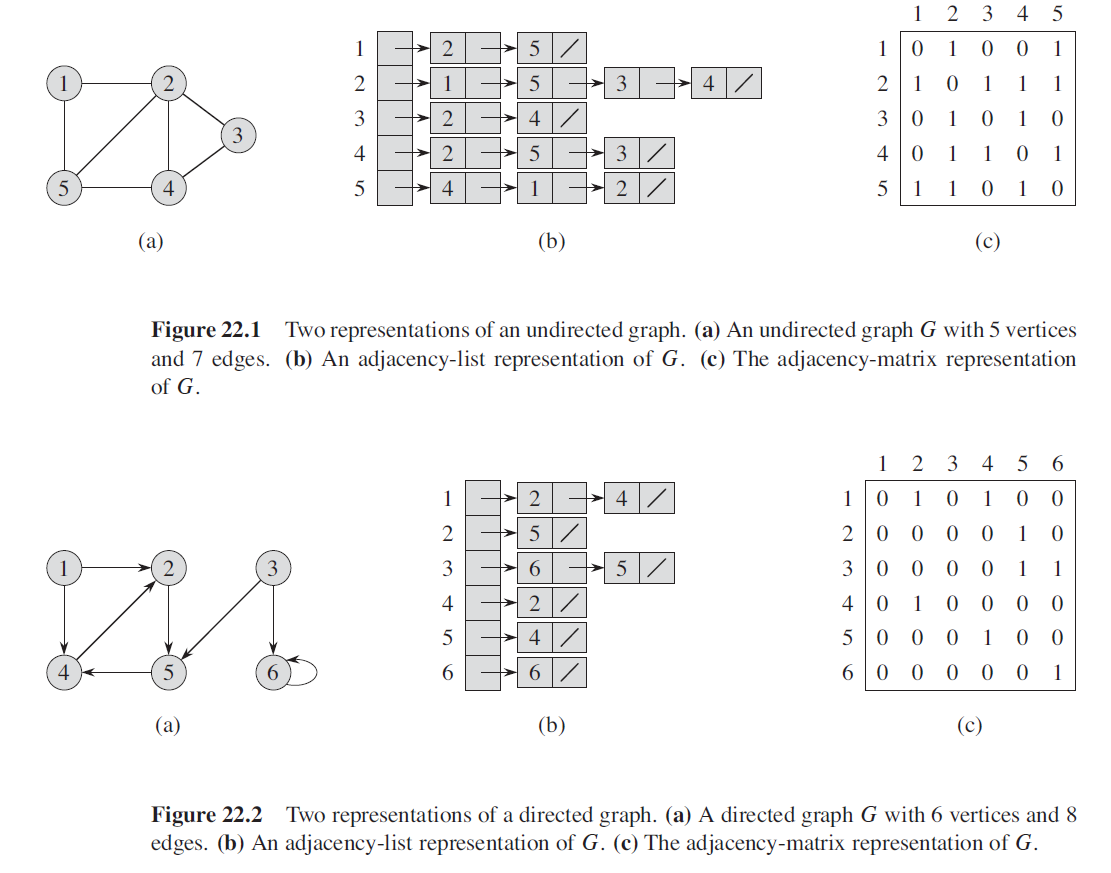 1 2 3 4 5
1 2 5 1 2 5 1 0 1 0 0 1
2 1 5 3 4 2 1 0 1 1 1
3 3 2 4 3 0 1 0 1 0
4 2 5 3 4 0 1 1 0 1
5 4 5 4 1 2 5 1 1 0 1 0
(a) (b) (c)
Figure 22.1 Two representations of an undirected graph. (a) An undirected graph G with 5 vertices
and 7 edges. (b) An adjacency-list representation of G. (c) The adjacency-matrix representation
of G.
1 2 3 4 5 6
1 2 4 1 0 1 0 1 0 0
2 5 2 0 0 0 0 1 0
1 2 3 3 6 5 3 0 0 0 0 1 1
4 2 4 0 1 0 0 0 0
5 4 5 0 0 0 1 0 0
4 5 6 6 6 6 0 0 0 0 0 1
(a) (b) (c)
Figure 22.2 Two representations of a directed graph. (a) A directed graph G with 6 vertices and 8
edges. (b) An adjacency-list representation of G. (c) The adjacency-matrix representation of G.